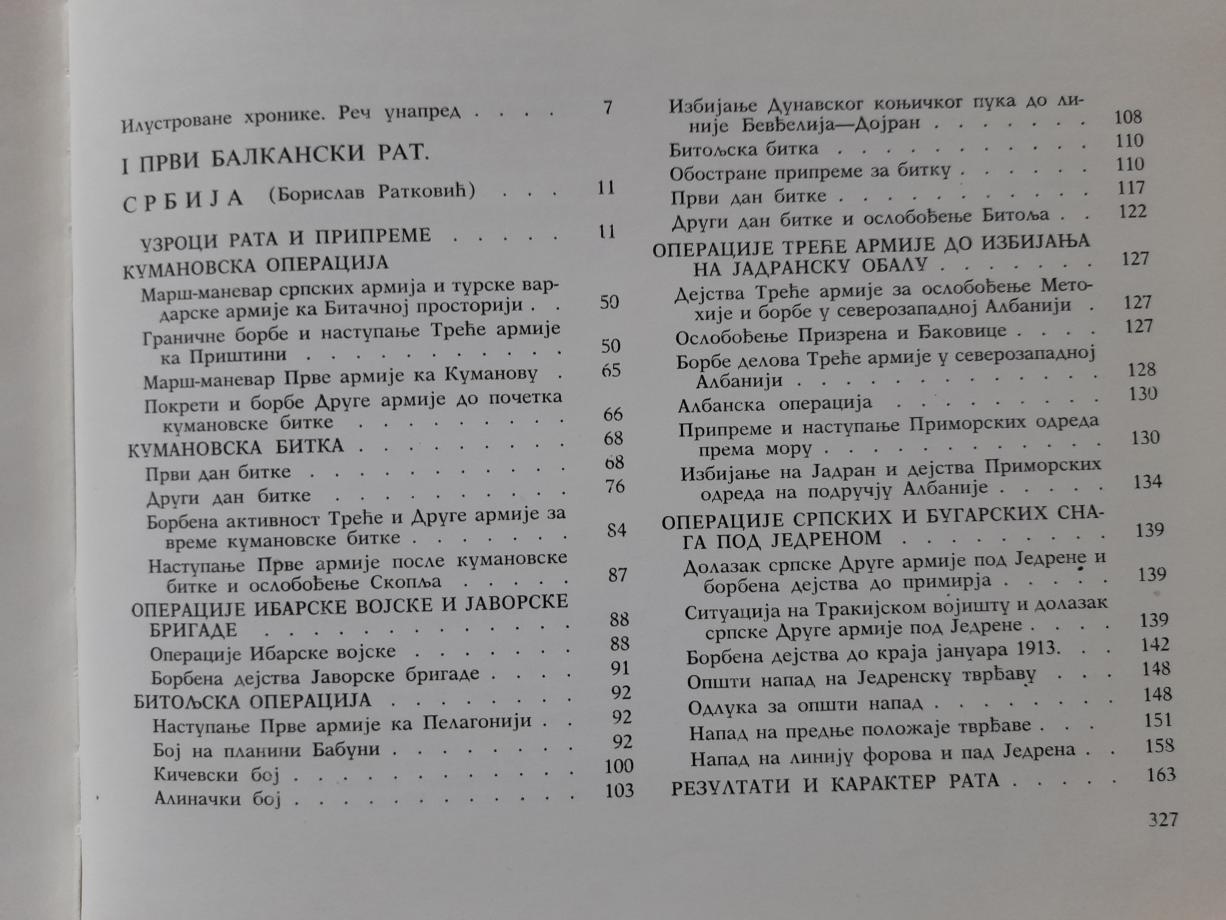 Илустроване хронике. Реч унапред . . . . 7
I ПРВИ БАЛКАНСКИ РАТ.
СРБИЈА (Борислав Ратковић) . . . 11
УЗРОЦИ РАТА И ПРИПРЕМЕ . . . . . 11
КУМАНОВСКА ОПЕРАЦИЈА
Марш-маневар српских армија и турске вар-
дарске армије ка Битачној просторији . . 50
Граничне борбе и наступање Треће армије
ка Приштини . . . . . . . . . . . 50
Марш-маневар Прве армије ка Куманову . 65
Покрети и борбе Друге армије до почетка
кумановске битке . . . . . . . . . 66
КУМАНОВСКА БИТКА . . . . . . . . . 68
Први дан битке . . . . . . . . . . . 68
Други дан битке . . . . . . . . . . 76
Борбена активност Треће и Друге армије за
време кумановске битке . . . . . . . 84
Наступање Прве армије после кумановске
битке и ослобођење Скопља . . . . . . 87
ОПЕРАЦИЈЕ ИБАРСКЕ ВОЈСКЕ И ЈАВОРСКЕ
БРИГАДЕ . . . . . . . . . . . . . 88
Операције Ибарске војске . . . . . . . 88
Борбена дејства Јаворске бригаде . . . . 91
БИТОЉСКА ОПЕРАЦИЈА . . . . . . . . 92
Наступање Прве армије ка Пелагонији . . 92
Бој на планини Бабуни . . . . . . . . 92
Кичевски бој . . . . . . . . . . . . 100
Алиначки бој . . . . . . . . . . . . 103
Избијање Дунавског коњичког пука до ли-
није Ђевђелија—Дојран . . . . . . . 108
Битољска битка . . . . . . . . . . . 110
Обостране припреме за битку . . . . . . 110
Први дан битке . . . . . . . . . . . 117
Други дан битке и ослобођење Битоља . . 122
ОПЕРАЦИЈЕ ТРЕЋЕ АРМИЈЕ ДО ИЗБИЈАЊА
НА ЈАДРАНСКУ ОБАЛУ . . . . . . . 127
Дејства Треће армије за ослобођење Мето-
хије и борбе у северозападној Албанији . 127
Ослобођење Призрена и Ђаковице . . . . 127
Борбе делова Треће армије у северозападној
Албанији . . . . . . . . . . . . . 128
Албанска операција . . . . . . . . . 130
Припреме и наступање Приморских одреда
према мору . . . . . . . . . . . . 130
Избијање на Јадран и дејства Приморских
одреда на подручју Албаније . . . . . 134
ОПЕРАЦИЈЕ СРПСКИХ И БУГАРСКИХ СНА-
ГА ПОД ЈЕДРЕНОМ . . . . . . . . . 139
Долазак српске Друге армије под Једрене и
борбена дејства до примирја . . . . . 139
Ситуација на Тракијском војишту и долазак
српске Друге армије под Једрене . . . . 139
Борбена дејства до краја јануара 1913. . . 142
Општи напад на Једренску тврђаву . . . 148
Одлука за општи напад . . . . . . . . 148
Напад на предње положаје тврђаве . . . 151
Напад на линију форова и пад Једрена . . 158
РЕЗУЛТАТИ И КАРАКТЕР РАТА . . . . . 163
327